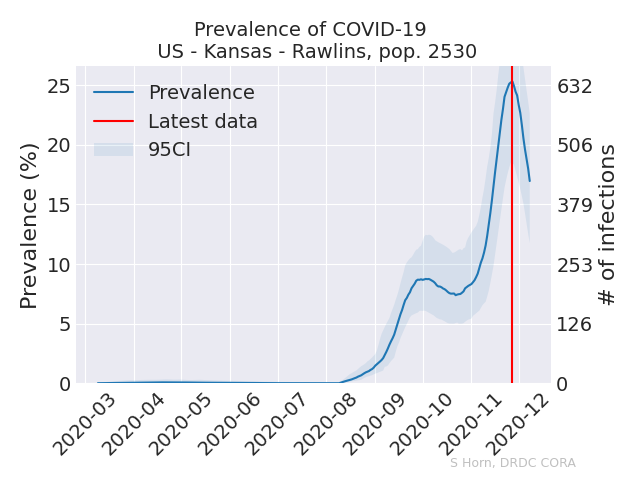 Prevalence of COVID-19
US - Kansas - Rawlins, pop. 2530
Prevalence
Latest data
95CI
Prevalence (%)
25
20
15
10
5
0
# of infections
632
506
379
253
126
0
2020-03
2020-04
2020-05
2020-06
2020-07
2020-08
2020-09
2020-10
2020-11
2020-12
S Horn, DRDC CORA